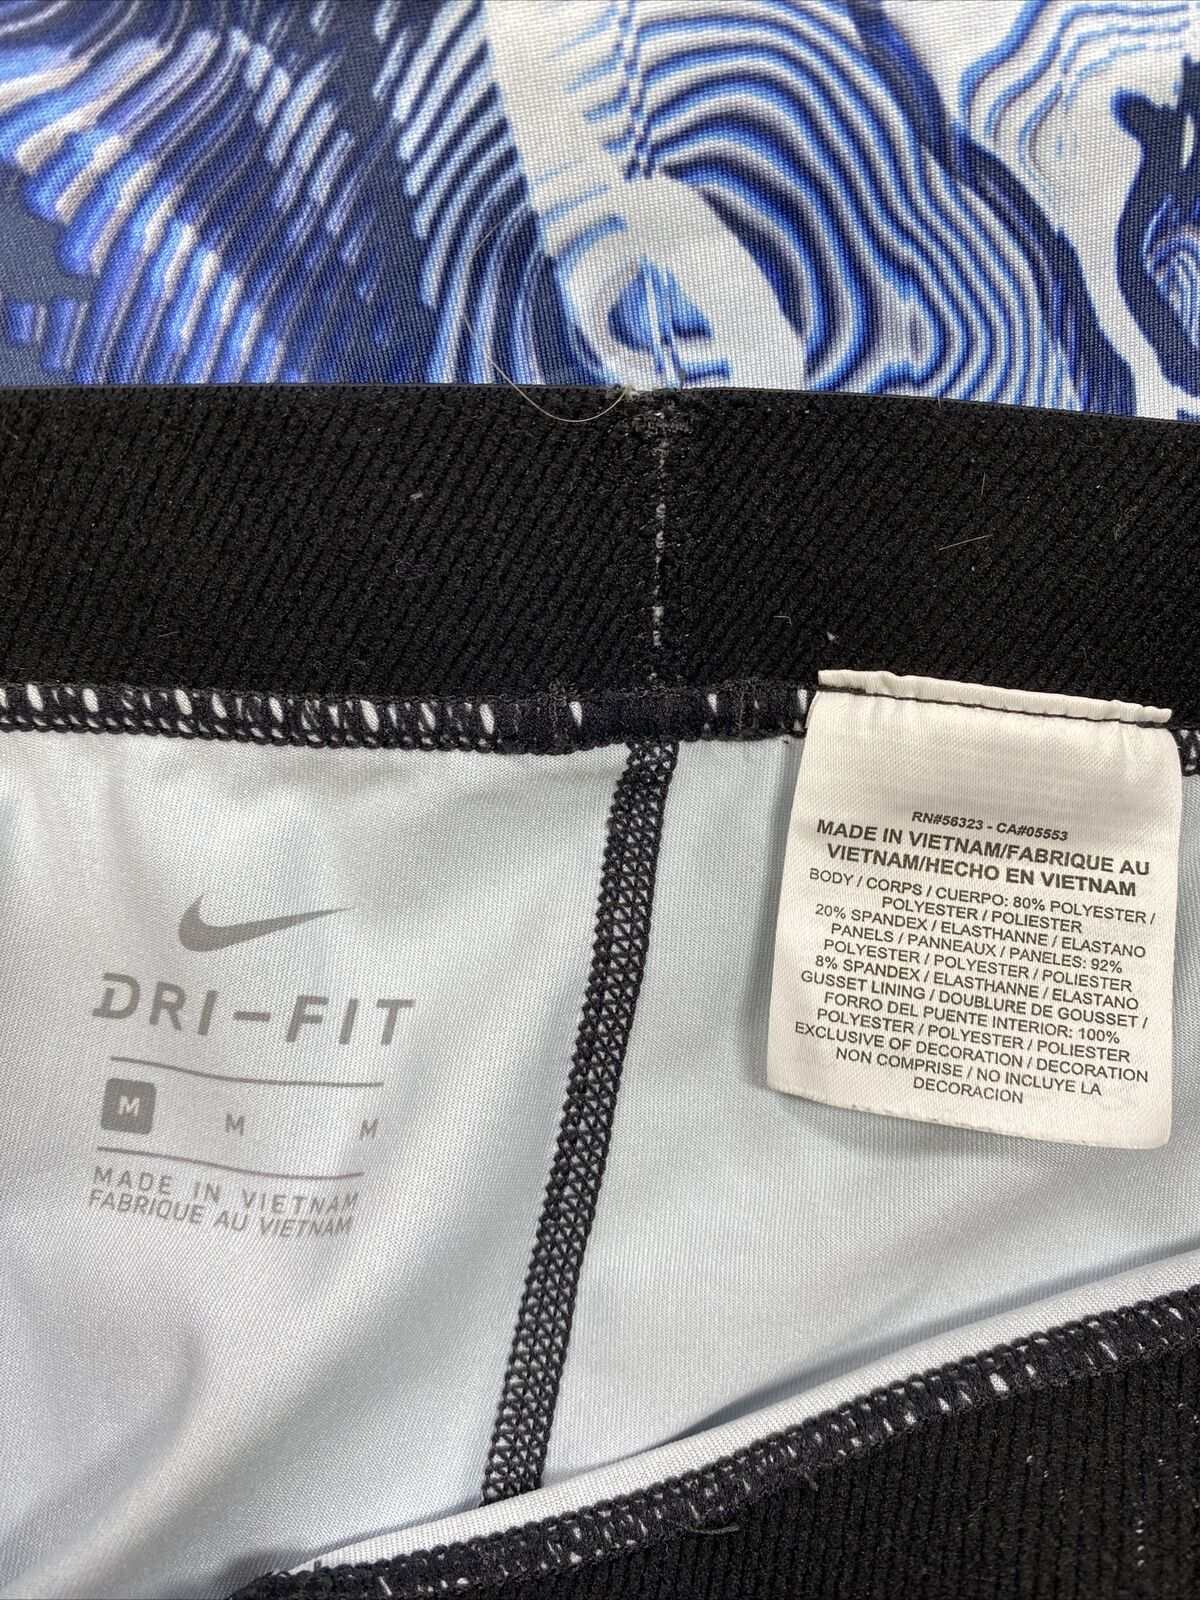 DRI-FIT
M M M
MADE IN VIETNAM
FABRIQUE AU VIETNAM
RN#56323 - CA#05553
MADE IN VIETNAM/FABRIQUE AU
VIETNAM/HECHO EN VIETNAM
BODY / CORPS / CUERPO: 80% POLYESTER /
POLYESTER / POLIESTER
20% SPANDEX / ELASTHANNE / ELASTANO
PANELS / PANNEAUX / PANELES: 92%
POLYESTER / POLYESTER / POLIESTER
8% SPANDEX / ELASTHANNE / ELASTANO
GUSSET LINING / DOUBLURE DE GOUSSET /
FORRO DEL PUENTE INTERIOR: 100%
POLYESTER / POLYESTER / POLIESTER
EXCLUSIVE OF DECORATION / DECORATION
NON COMPRISE / NO INCLUYE LA
DECORACION